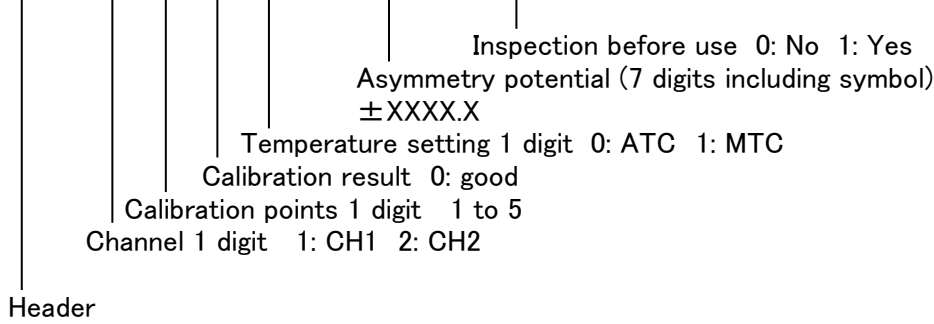 Inspection before use 0: No 1: Yes
Asymmetry potential (7 digits including symbol)
±XXXX.X
Temperature setting 1 digit 0: ATC 1: MTC
Calibration result 0: good
Calibration points 1 digit 1 to 5
Channel 1 digit 1: CH1 2: CH2
Header